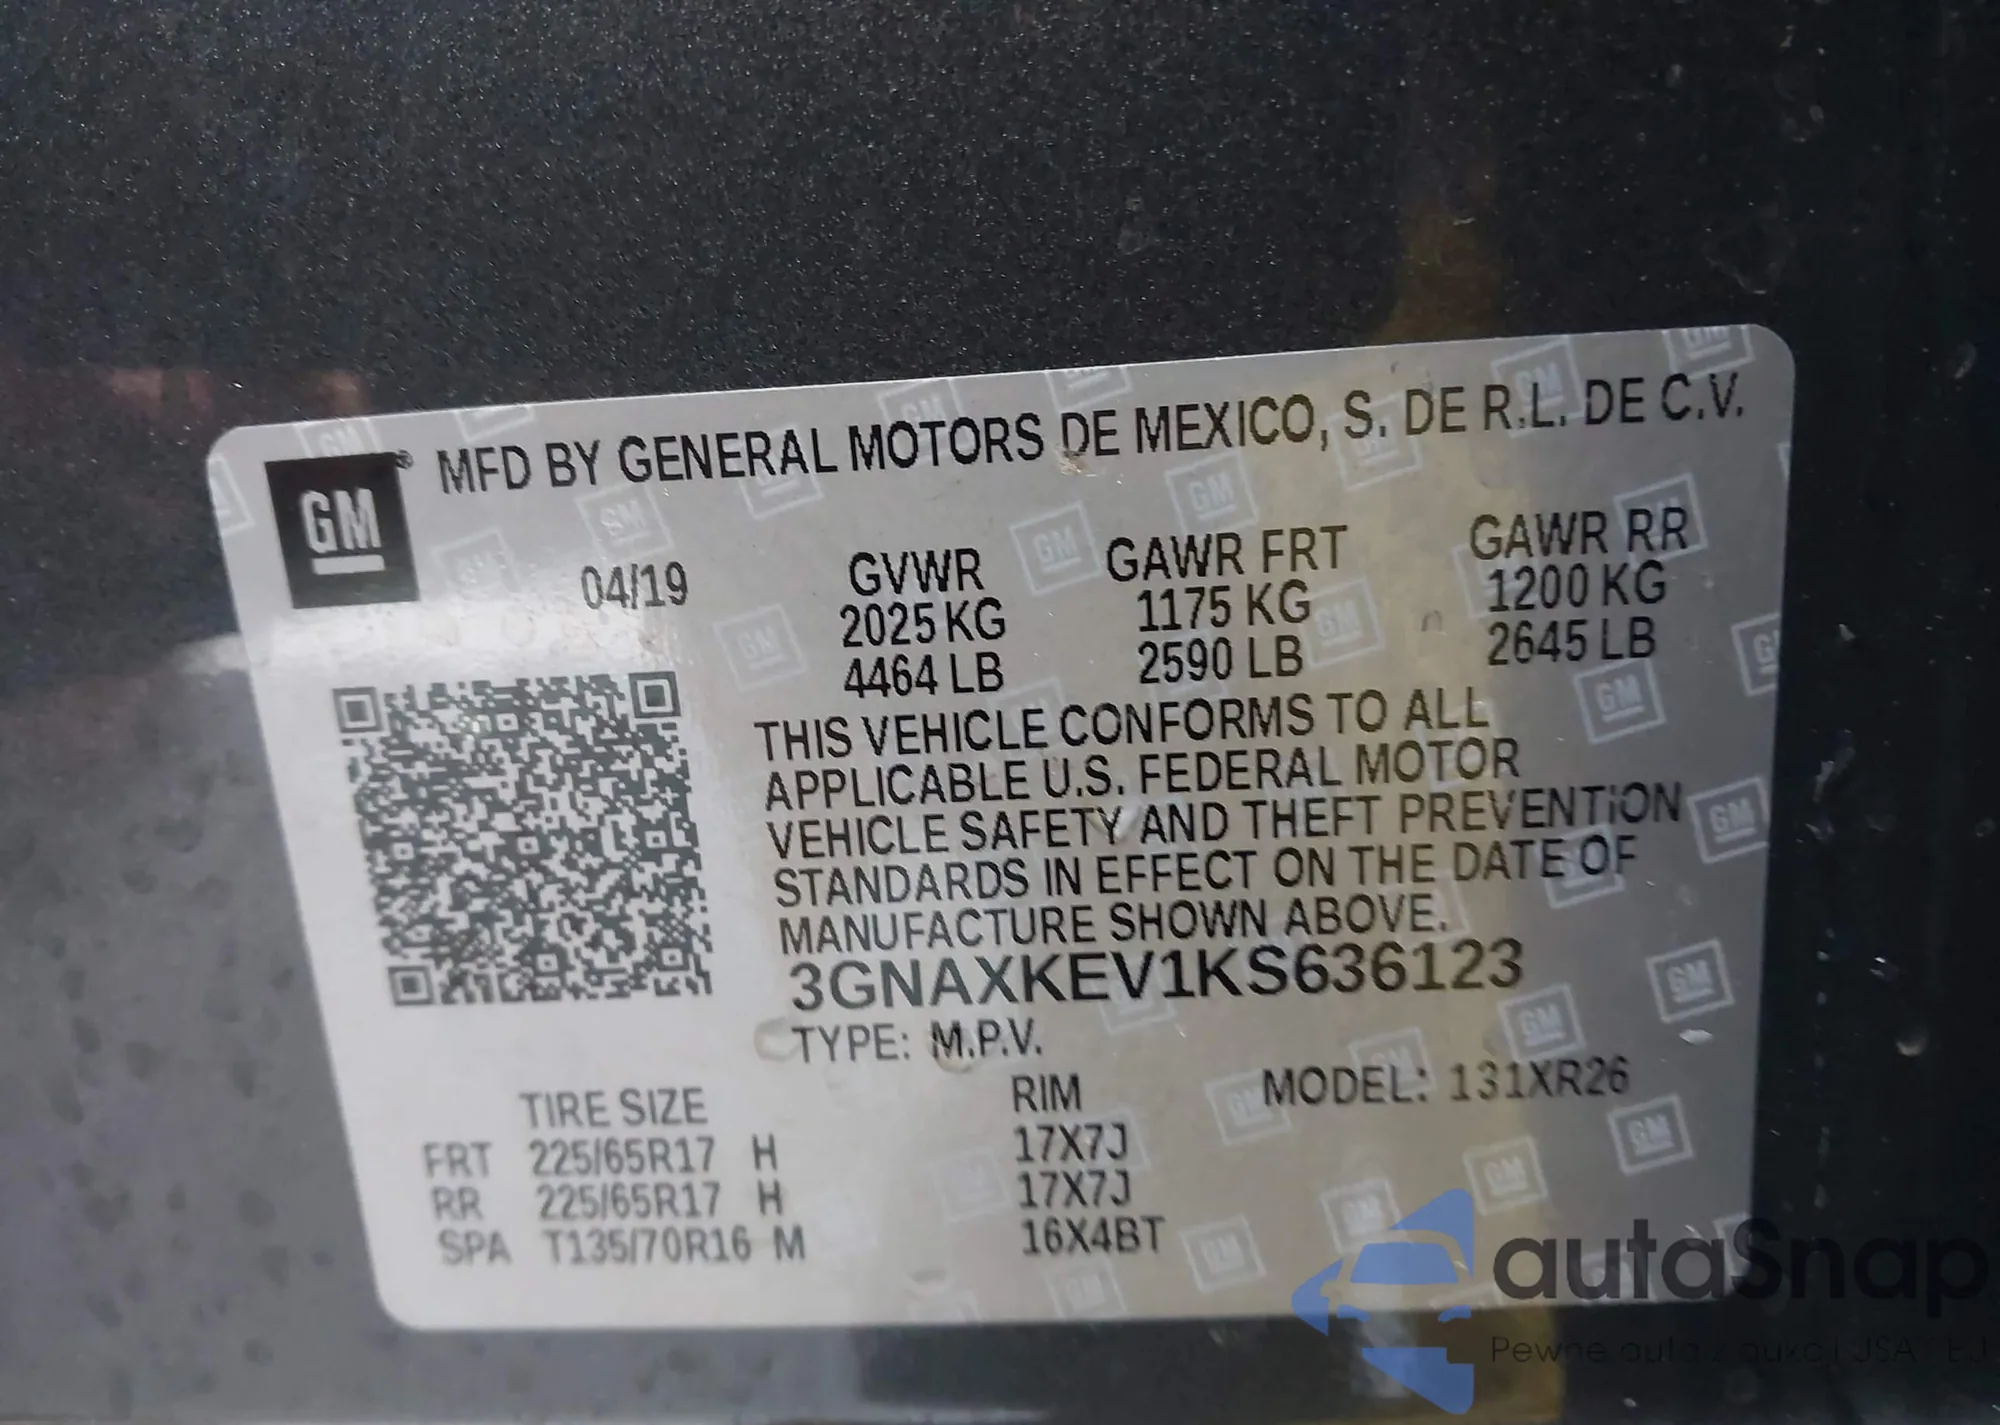 GM® MFD BY GENERAL MOTORS DE MEXICO, S. DE R.L. DE C.V.
04/19 GVWR GAWR FRT GAWR RR
2025 KG 1175 KG 1200 KG
4464 LB 2590 LB 2645 LB
THIS VEHICLE CONFORMS TO ALL
APPLICABLE U.S. FEDERAL MOTOR
VEHICLE SAFETY AND THEFT PREVENTION
STANDARDS IN EFFECT ON THE DATE OF
MANUFACTURE SHOWN ABOVE.
3GNAXKEV1KS636123
TYPE: M.P.V.
TIRE SIZE RIM MODEL: 131XR26
FRT 225/65R17 H 17X7J
RR 225/65R17 H 17X7J
SPA T135/70R16 M 16X4BT
autaSnap
Pewne auta z